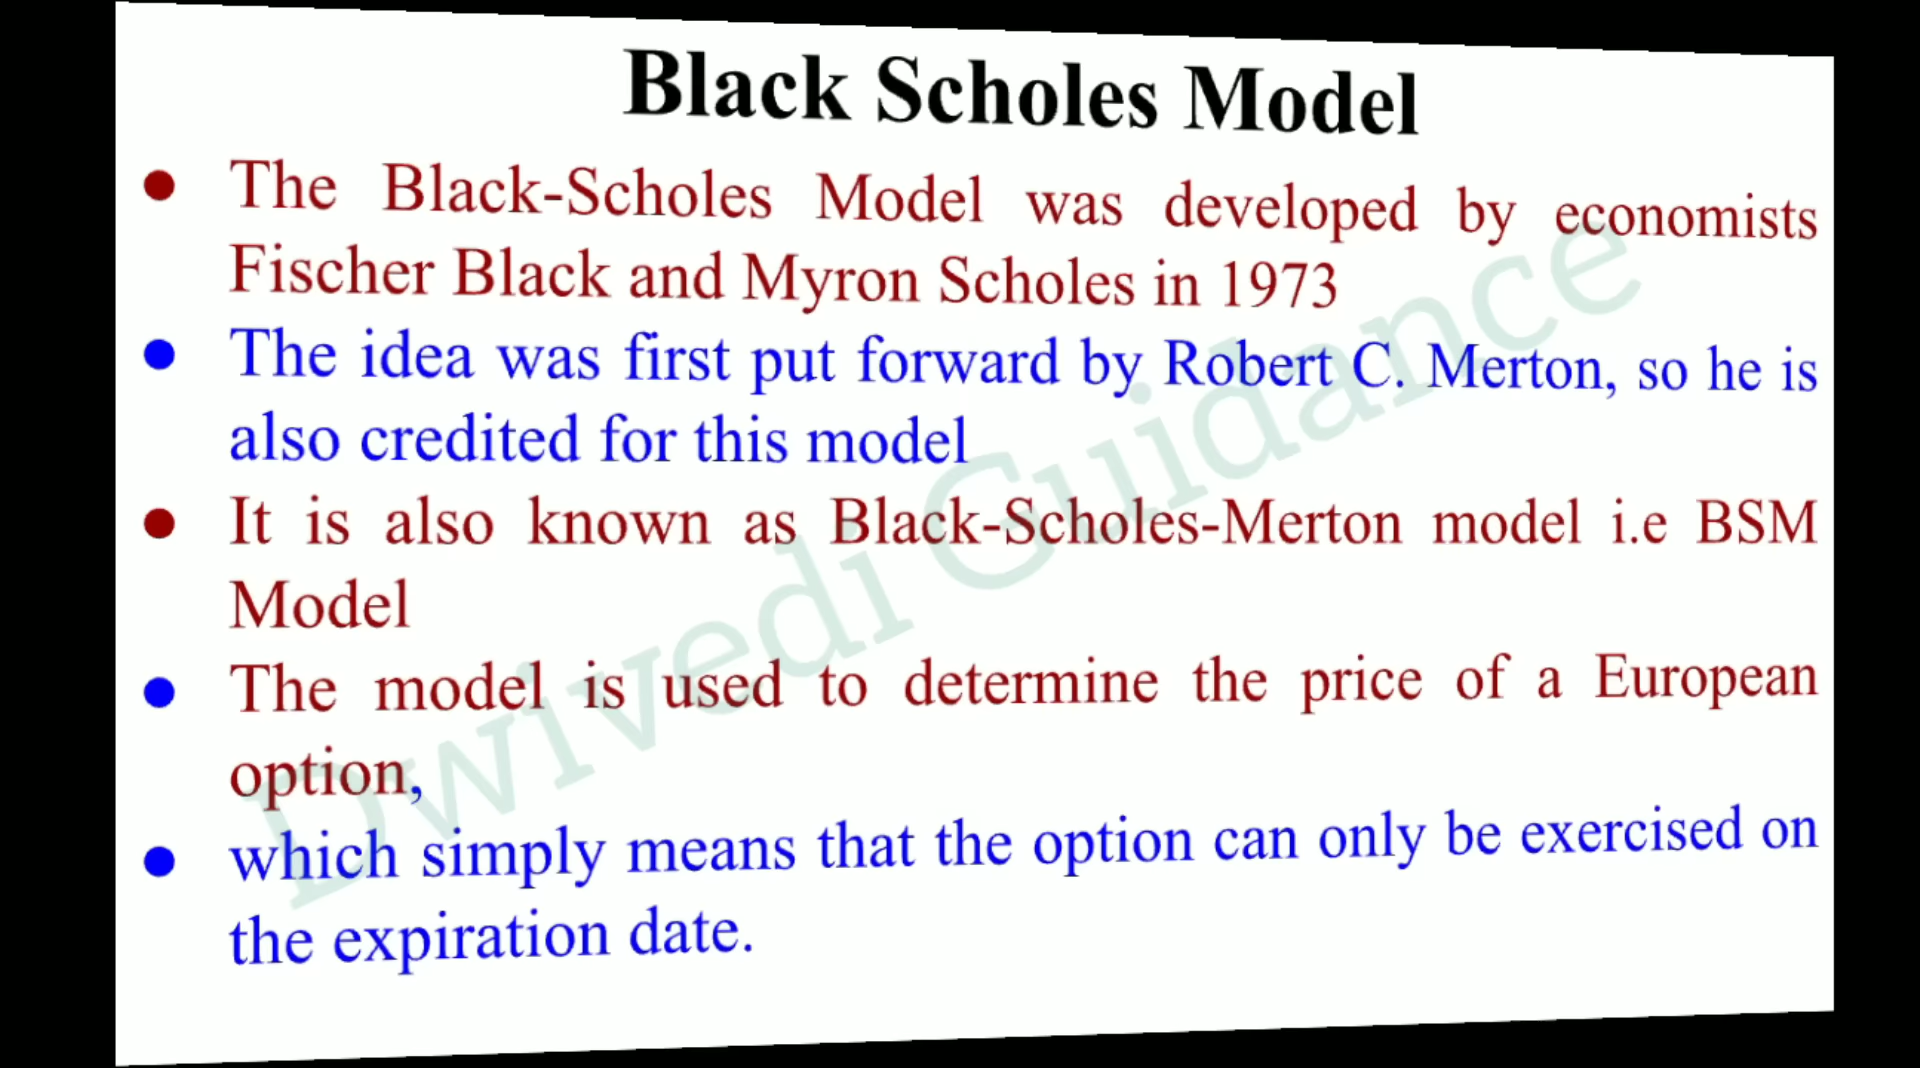 Black Scholes Model
● The Black-Scholes Model was developed by economists
Fischer Black and Myron Scholes in 1973
● The idea was first put forward by Robert C. Merton, so he is
also credited for this model
● It is also known as Black-Scholes-Merton model i.e BSM
Model
● The model is used to determine the price of a European
option,
● which simply means that the option can only be exercised on
the expiration date.
Dwivedi Guidance